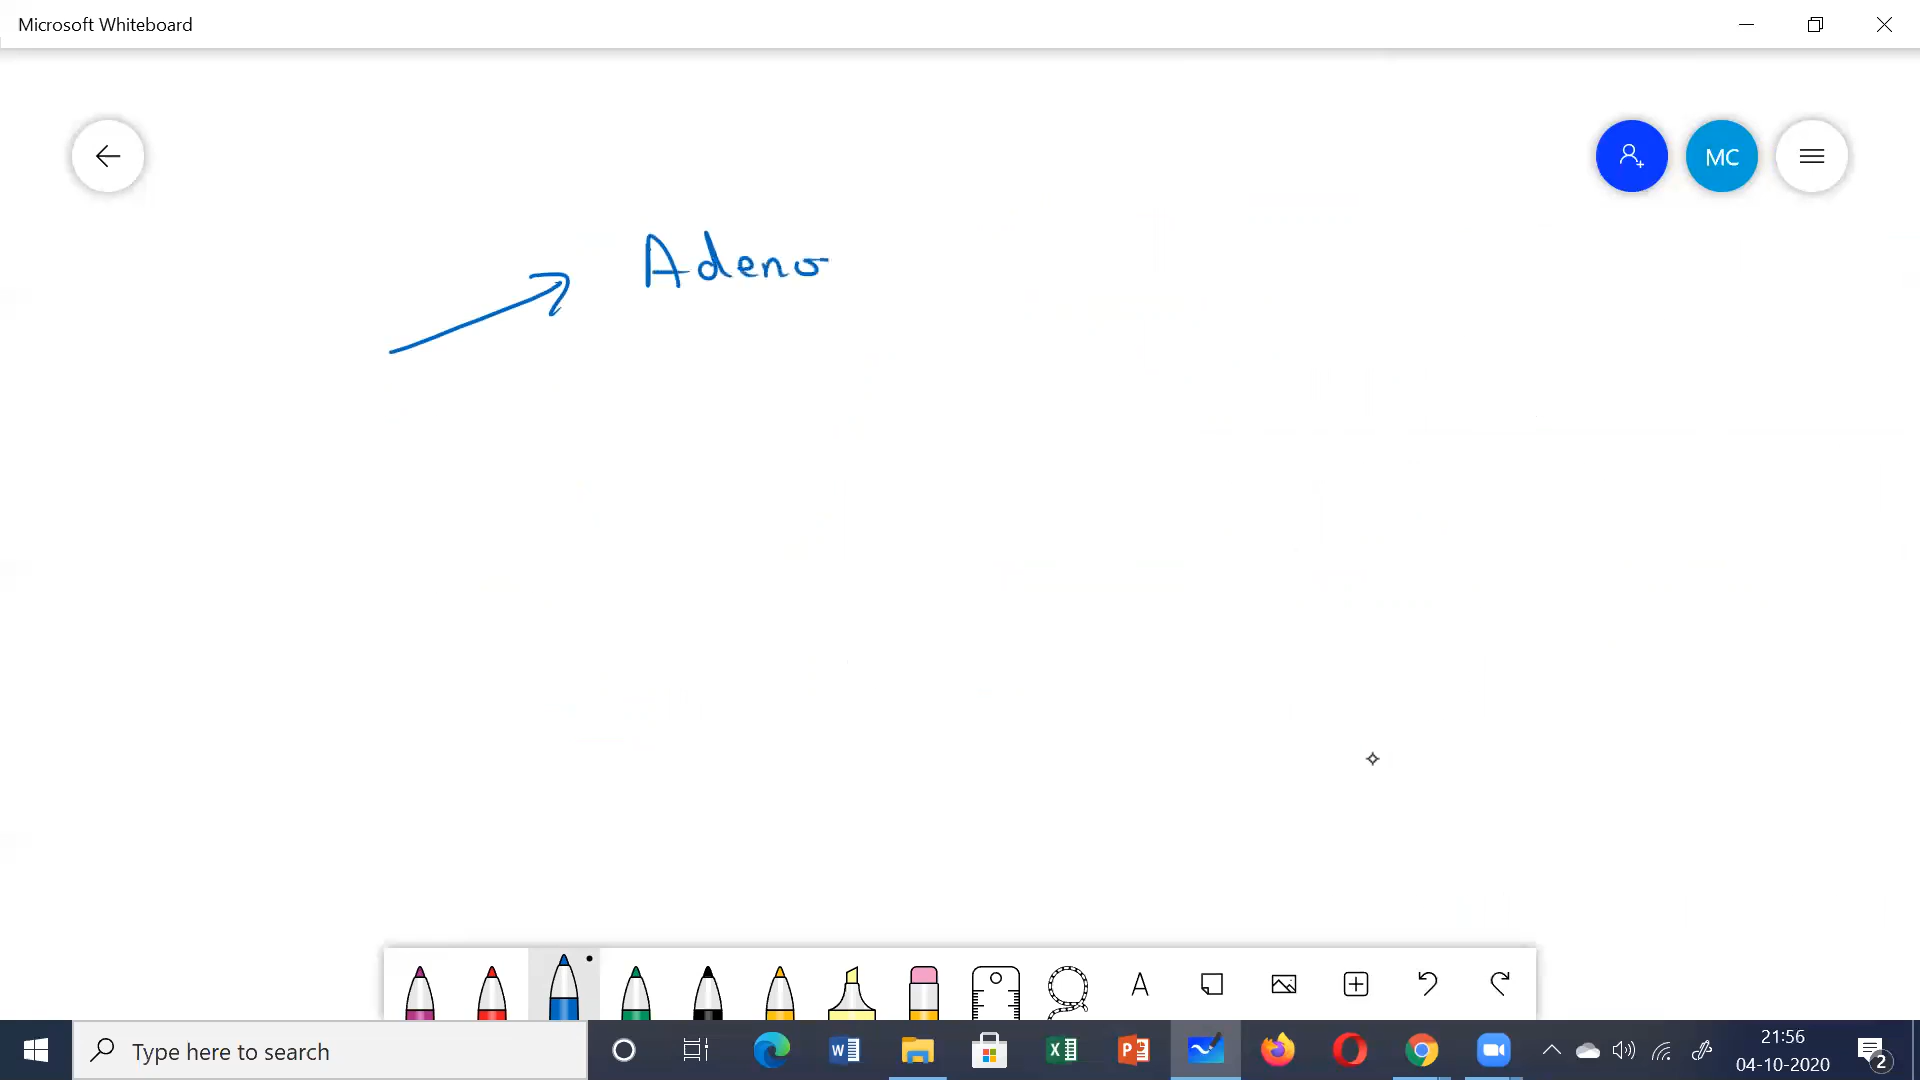 Microsoft Whiteboard
MC
Adeno
Type here to search
21:56
04-10-2020
2